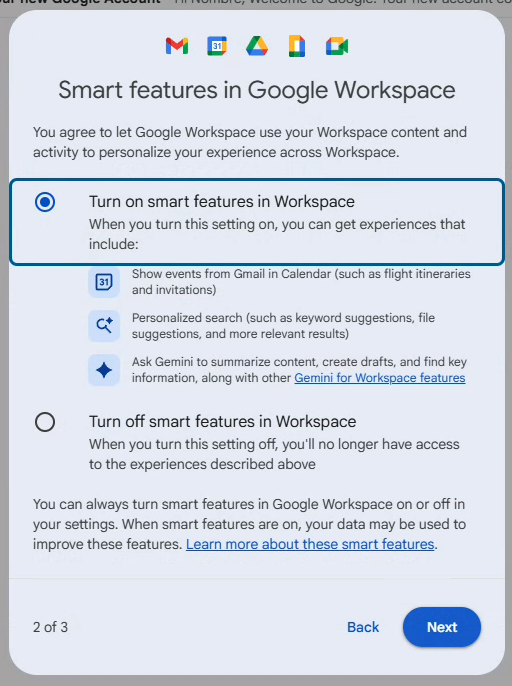 our new Google Account - Hi Nombre, Welcome to Google. Your new account co
31
Smart features in Google Workspace
You agree to let Google Workspace use your Workspace content and
activity to personalize your experience across Workspace.
Turn on smart features in Workspace
When you turn this setting on, you can get experiences that
include:
31
Show events from Gmail in Calendar (such as flight itineraries
and invitations)
Personalized search (such as keyword suggestions, file
suggestions, and more relevant results)
Ask Gemini to summarize content, create drafts, and find key
information, along with other Gemini for Workspace features
Turn off smart features in Workspace
When you turn this setting off, you'll no longer have access
to the experiences described above
You can always turn smart features in Google Workspace on or off in
your settings. When smart features are on, your data may be used to
improve these features. Learn more about these smart features.
2 of 3
Back
Next